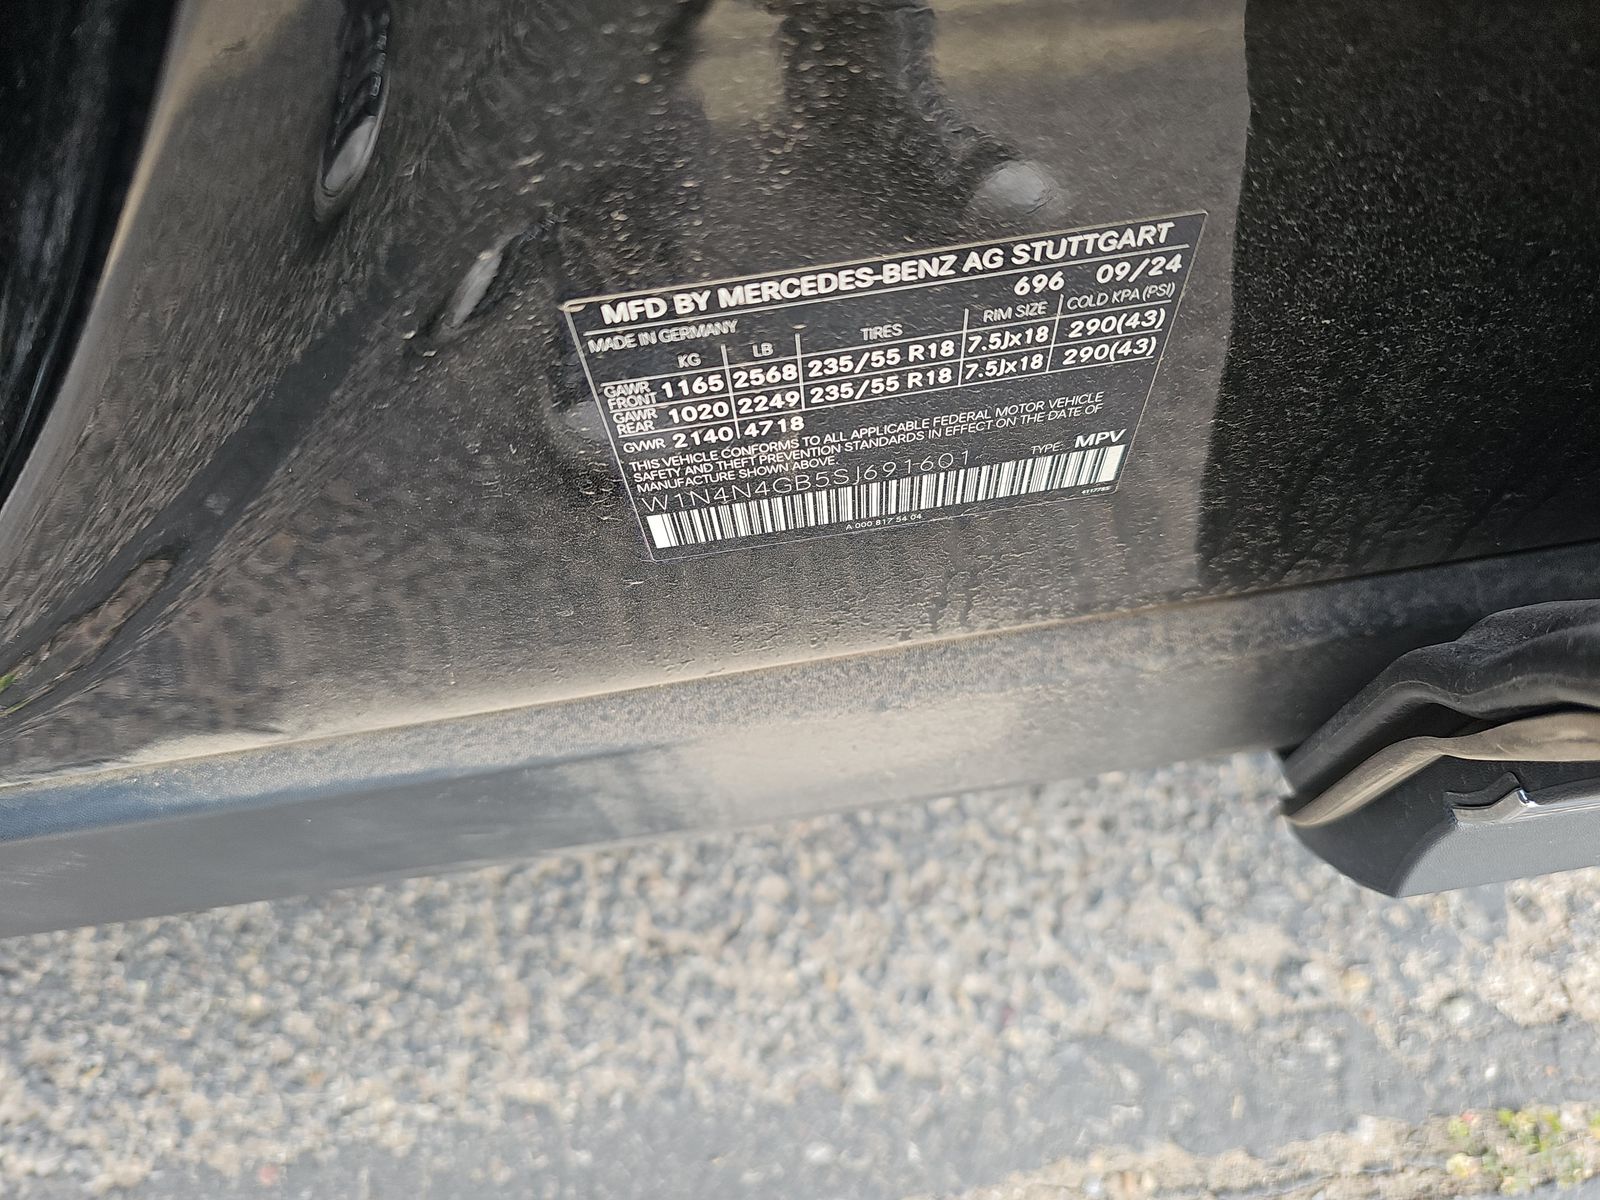 MFD BY MERCEDES-BENZ AG STUTTGART
MADE IN GERMANY 696 09/24
KG LB TIRES RIM SIZE COLD KPA (PSI)
GAWR FRONT 1165 2568 235/55 R18 7.5Jx18 290(43)
GAWR REAR 1020 2249 235/55 R18 7.5Jx18 290(43)
GVWR 2140 4718
THIS VEHICLE CONFORMS TO ALL APPLICABLE FEDERAL MOTOR VEHICLE
SAFETY AND THEFT PREVENTION STANDARDS IN EFFECT ON THE DATE OF
MANUFACTURE SHOWN ABOVE.
W1N4N4GB5SJ691601 TYPE: MPV
A 000 817 54 04